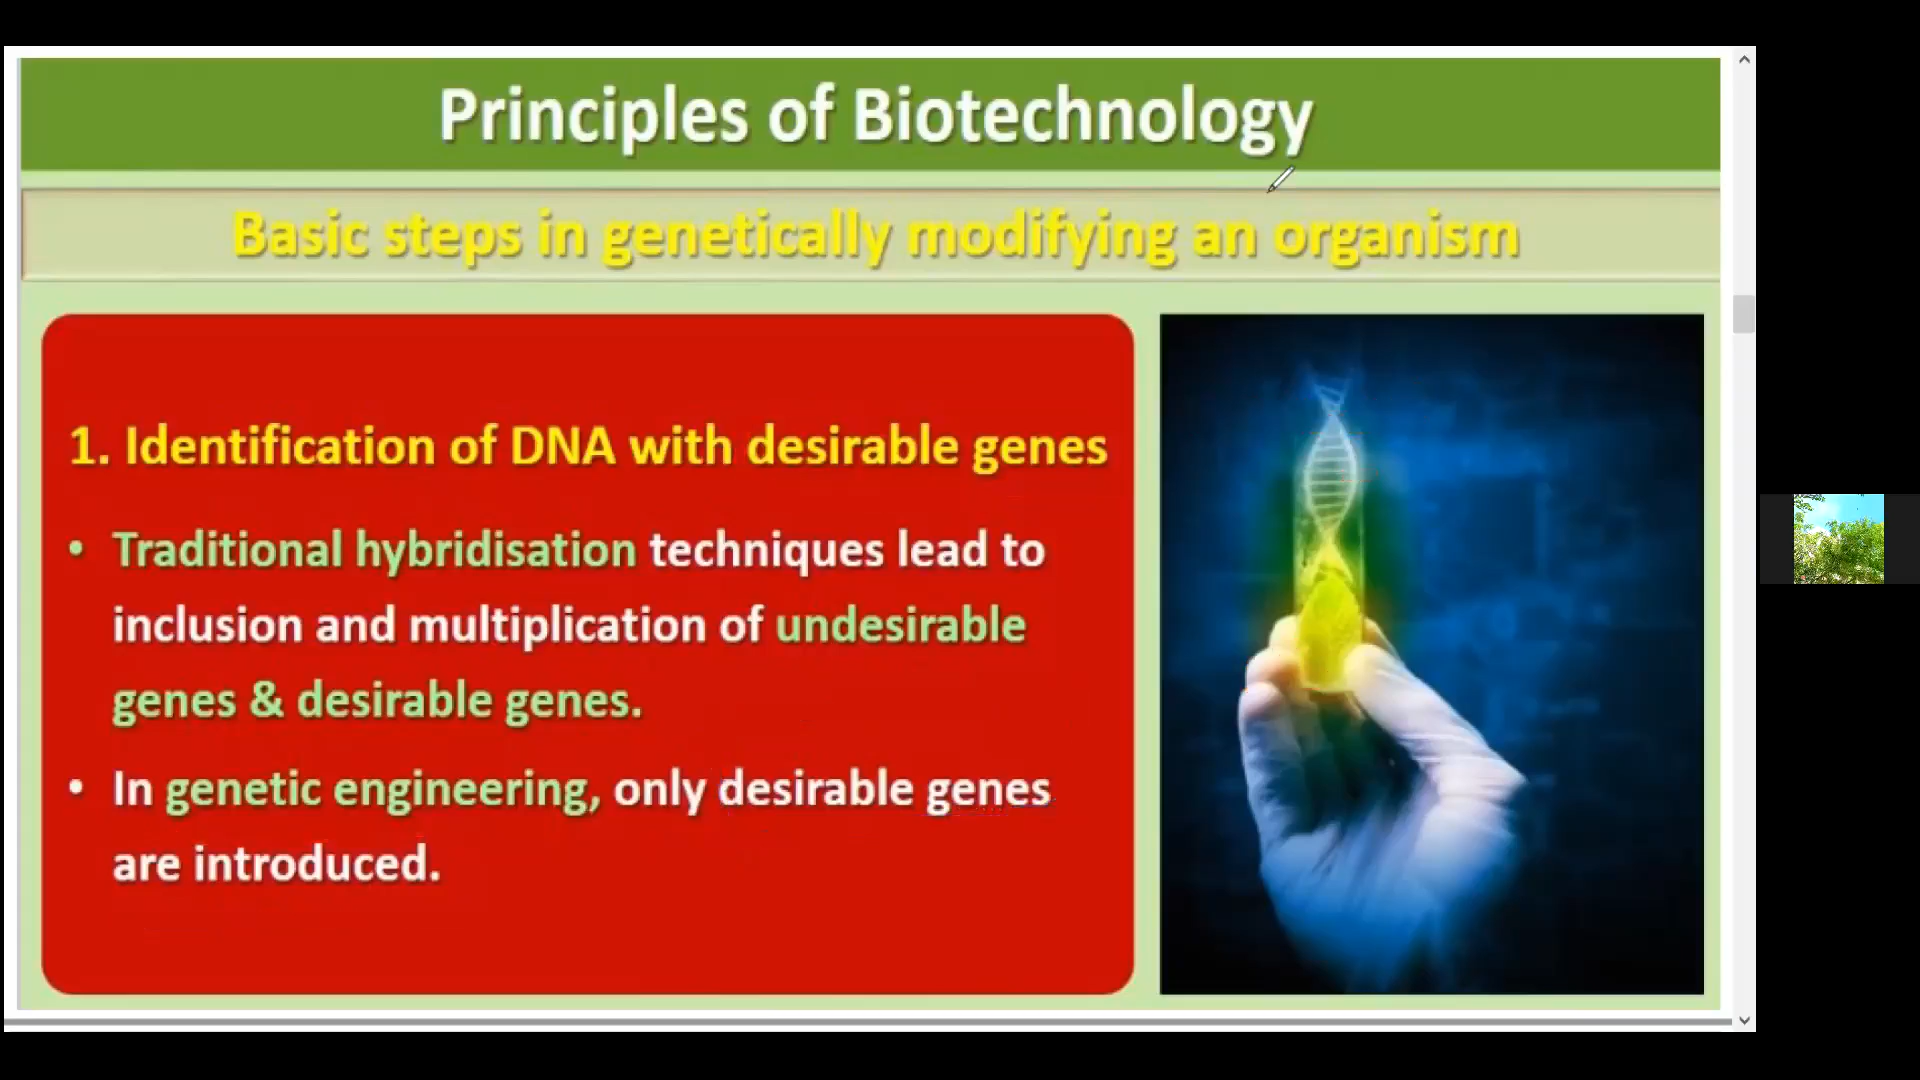 Principles of Biotechnology
Basic steps in genetically modifying an organism
1. Identification of DNA with desirable genes
• Traditional hybridisation techniques lead to
inclusion and multiplication of undesirable
genes & desirable genes.
• In genetic engineering, only desirable genes
are introduced.